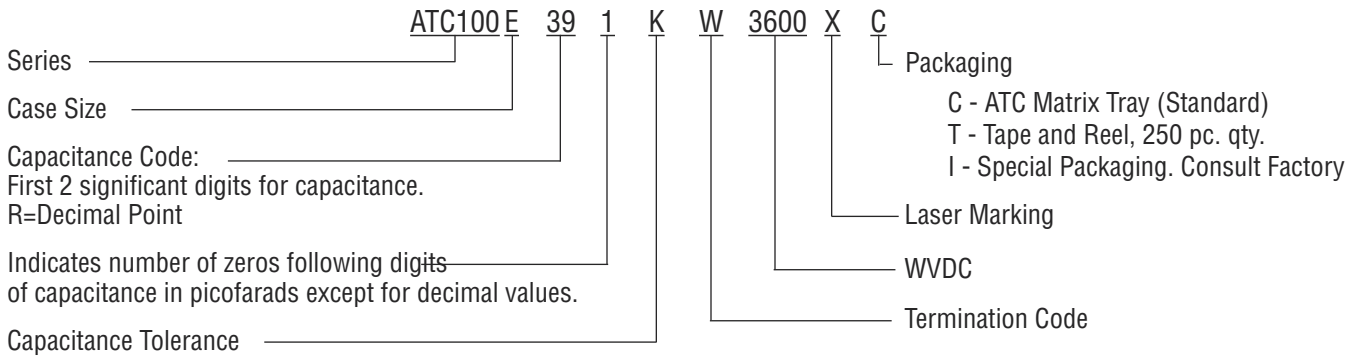 ATC100 E 39 1 K W 3600 X C
Series
Case Size
Capacitance Code:
First 2 significant digits for capacitance.
R=Decimal Point
Indicates number of zeros following digits
of capacitance in picofarads except for decimal values.
Capacitance Tolerance
Packaging
C - ATC Matrix Tray (Standard)
T - Tape and Reel, 250 pc. qty.
I - Special Packaging. Consult Factory
Laser Marking
WVDC
Termination Code